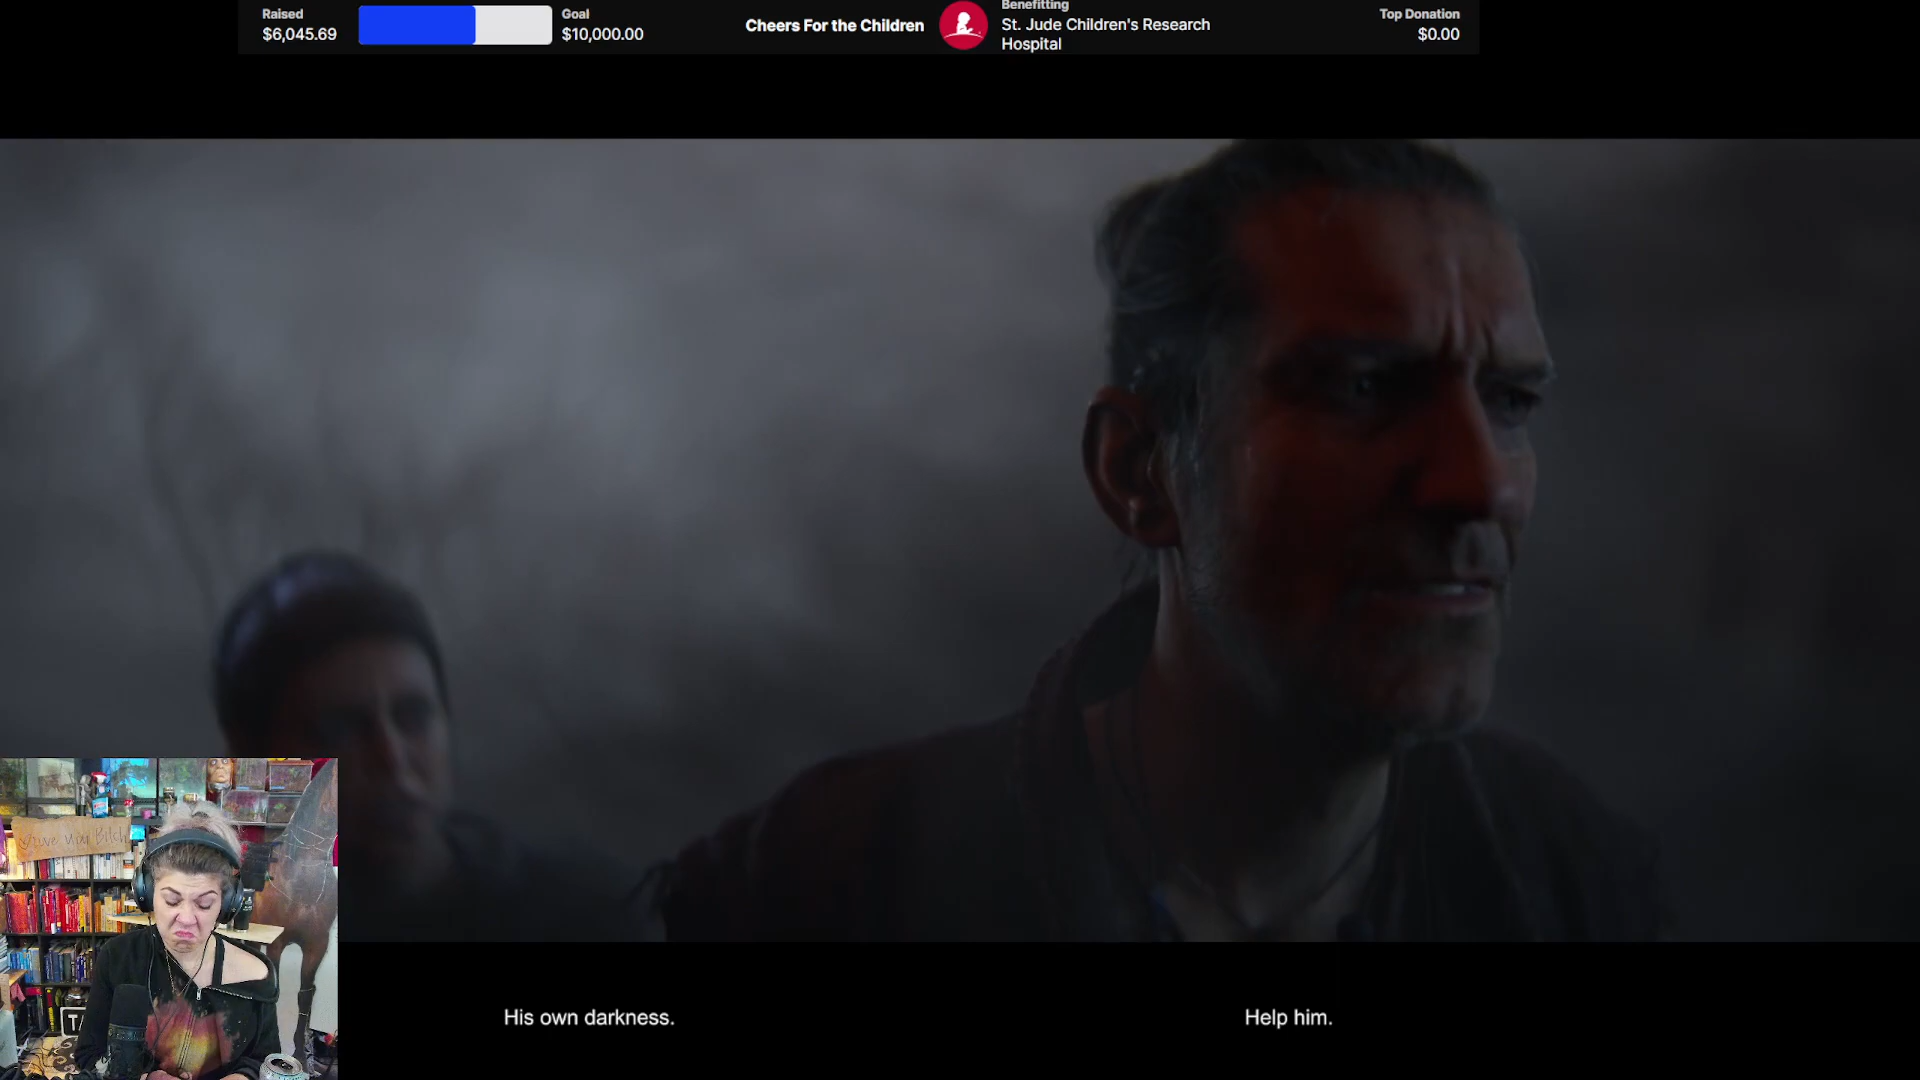 Raised
$6,045.69
Goal
$10,000.00
Cheers For the Children
Benefitting
St. Jude Children's Research
Hospital
Top Donation
$0.00
Bitch
His own darkness.
Help him.